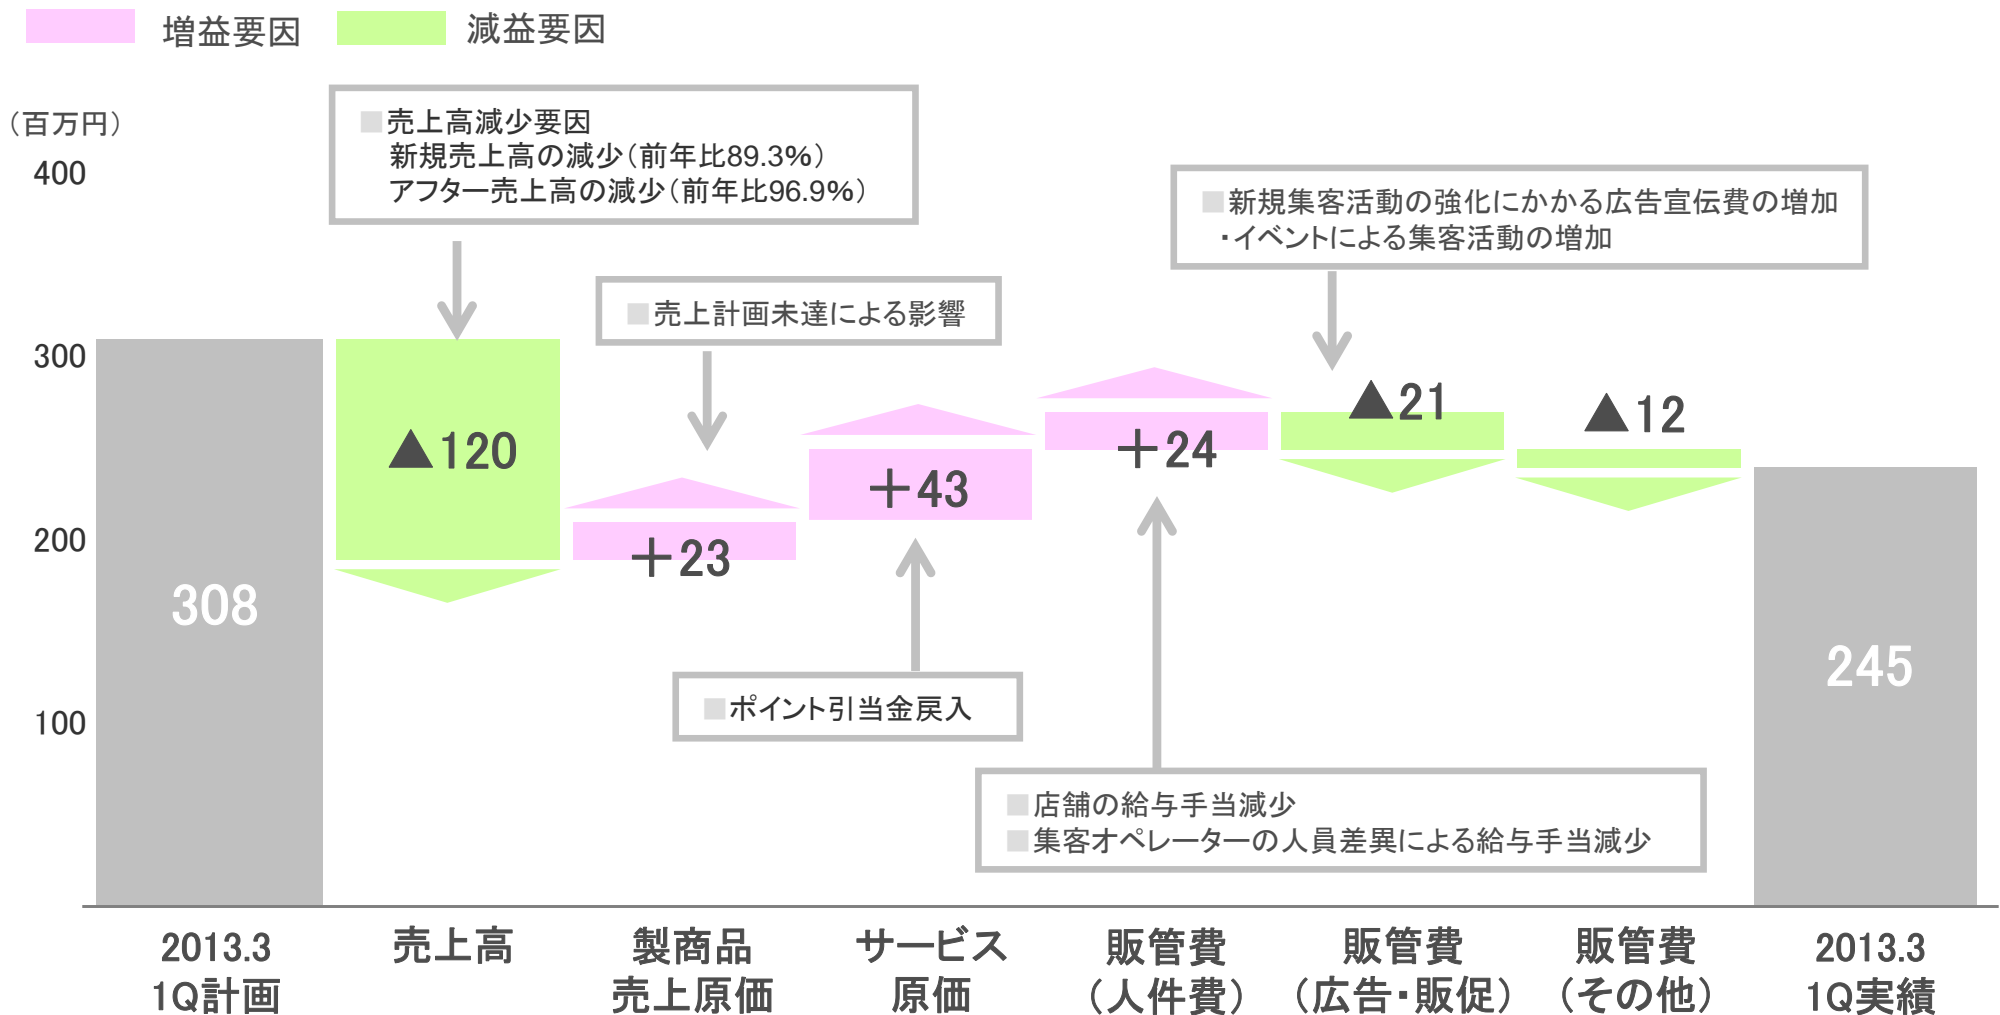 増益要因
減益要因
（百万円）
400
300
200
100
■売上高減少要因
新規売上高の減少（前年比89.3%）
アフター売上高の減少（前年比96.9%）
■売上計画未達による影響
■新規集客活動の強化にかかる広告宣伝費の増加
・イベントによる集客活動の増加
308
▲120
＋23
＋43
＋24
▲21
▲12
245
■ポイント引当金戻入
■店舗の給与手当減少
■集客オペレーターの人員差異による給与手当減少
2013.3
1Q計画
売上高
製商品
売上原価
サービス
原価
販管費
（人件費）
販管費
（広告・販促）
販管費
（その他）
2013.3
1Q実績